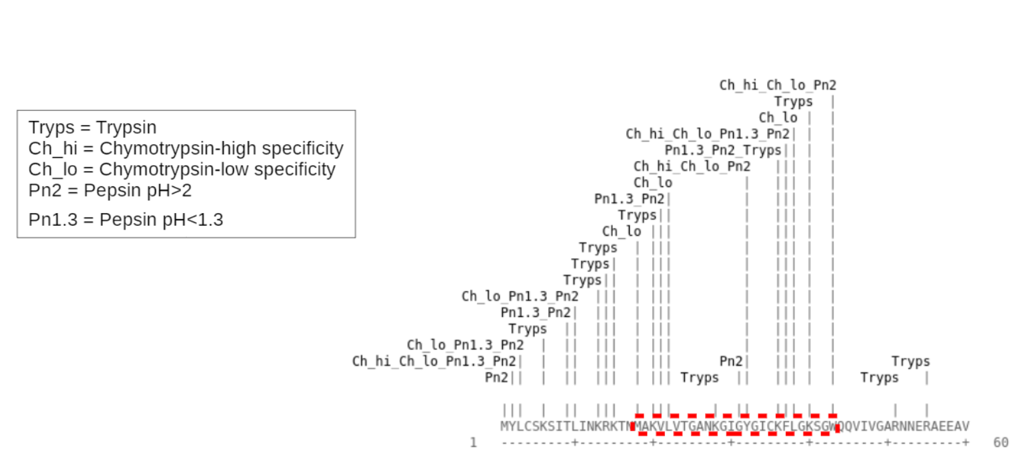 Ch_hi_Ch_lo_Pn2
Tryps |
Ch_lo |
Ch_hi_Ch_lo_Pn1.3_Pn2| | |
Pn1.3_Pn2_Tryps|| | |
Ch_hi_Ch_lo_Pn2 ||| | |
Ch_lo | ||| | |
Pn1.3_Pn2| | ||| | |
Tryps|| | ||| | |
Ch_lo ||| | ||| | |
Tryps | ||| | ||| | |
Tryps| | ||| | ||| | |
Tryps|| | ||| | ||| | |
Ch_lo_Pn1.3_Pn2 ||| | ||| | ||| | |
Pn1.3_Pn2| ||| | ||| | ||| | |
Tryps || ||| | ||| | ||| | |
Ch_lo_Pn1.3_Pn2 | || ||| | ||| | ||| | |
Ch_hi_Ch_lo_Pn1.3_Pn2| | || ||| | ||| Pn2| ||| | | Tryps
Pn2|| | || ||| | ||| Tryps || ||| | | Tryps |
MYLCSKSITLINKRKTNMAKVLVTGANKGIGYGICKFLGKSGWQQVIVGARNNERAEEAV
1 ---------+---------+---------+---------+---------+---------+ 60
Tryps = Trypsin
Ch_hi = Chymotrypsin-high specificity
Ch_lo = Chymotrypsin-low specificity
Pn2 = Pepsin pH>2
Pn1.3 = Pepsin pH<1.3